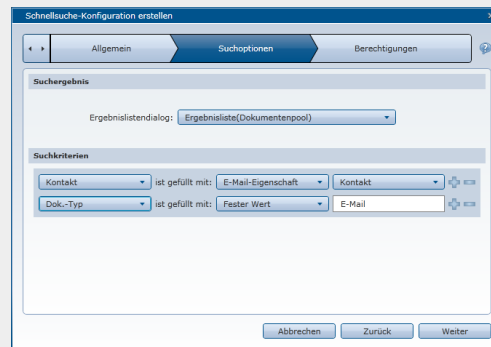 Schnellsuche-Konfiguration erstellen
Allgemein
Suchoptionen
Berechtigungen
Suchergebnis
Ergebnislistendialog: Ergebnisliste(Dokumentenpool)
Suchkriterien
Kontakt ist gefüllt mit: E-Mail-Eigenschaft Kontakt
Dok.-Typ ist gefüllt mit: Fester Wert E-Mail
Abbrechen Zurück Weiter